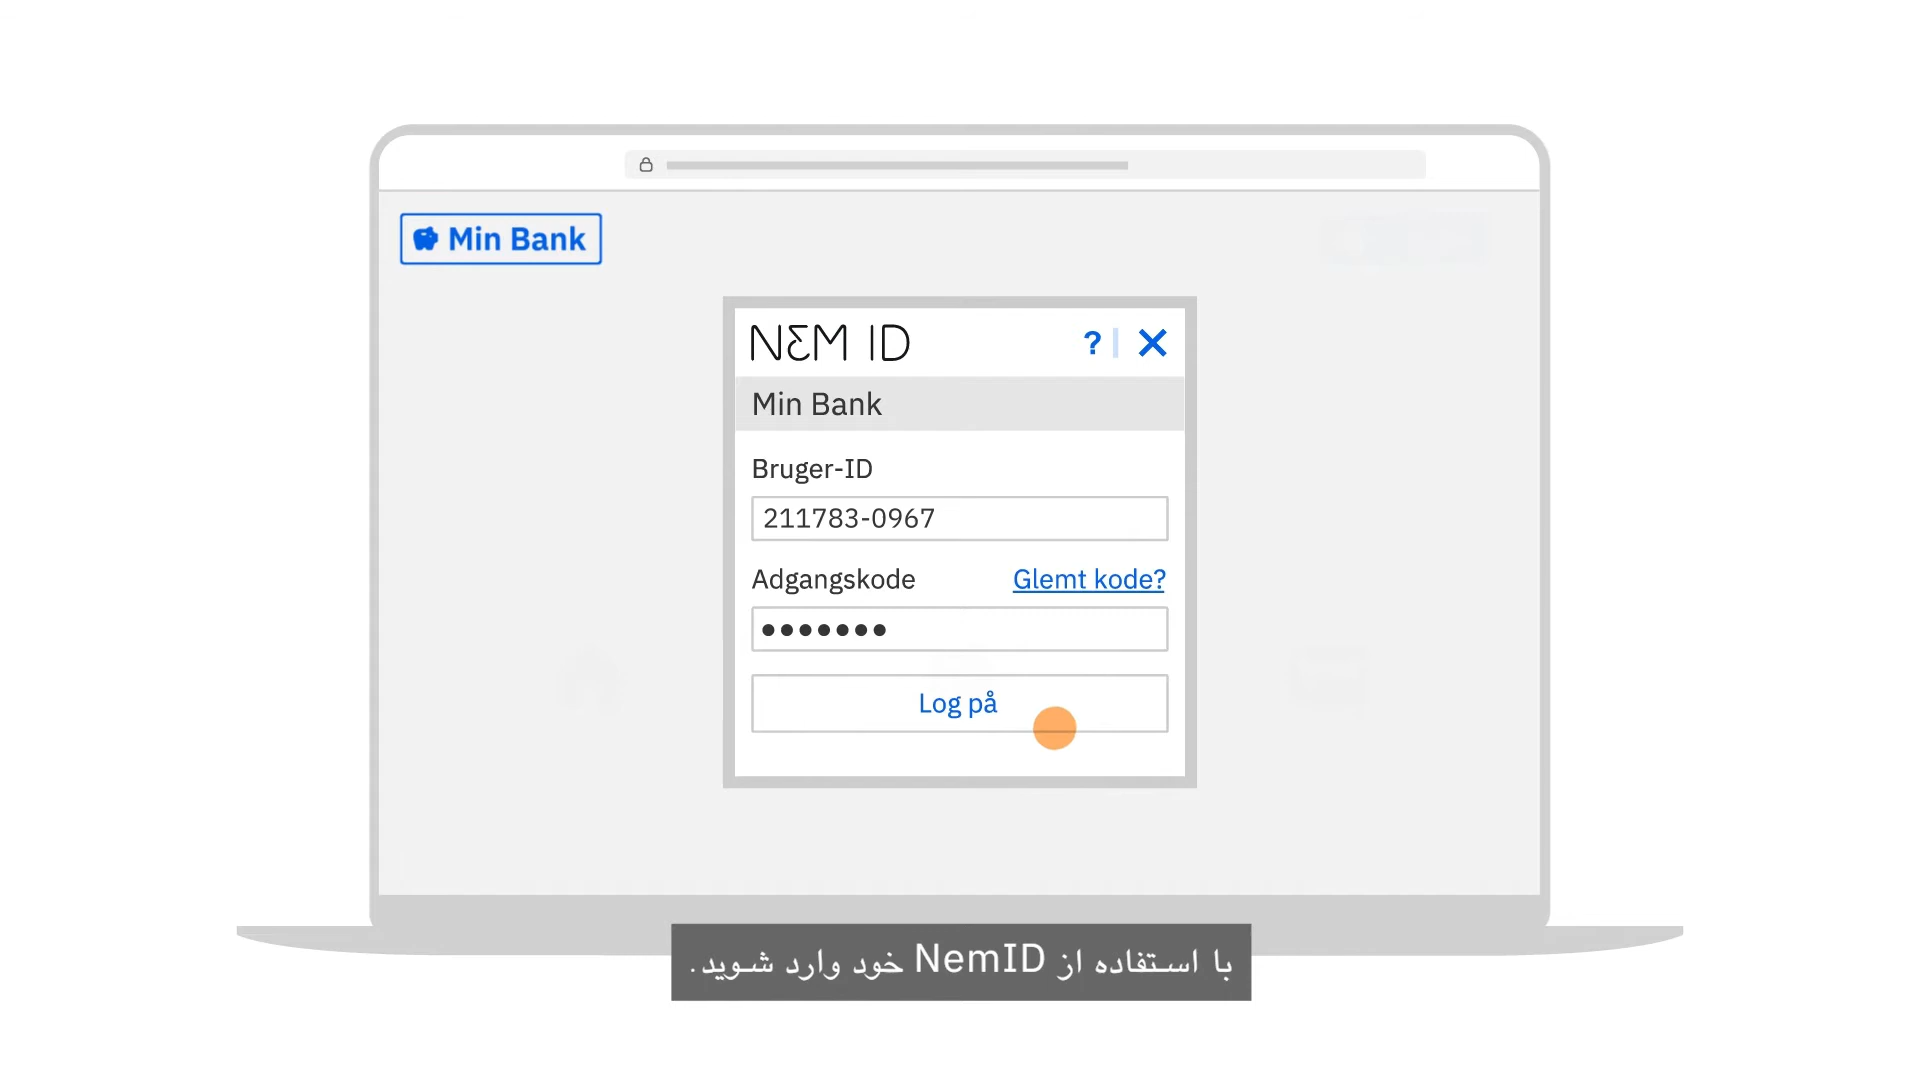 Min Bank
NEM ID ?
Min Bank
Bruger-ID
211783-0967
Adgangskode Glemt kode?
Log på
با استفاده از NemID خود وارد شوید.